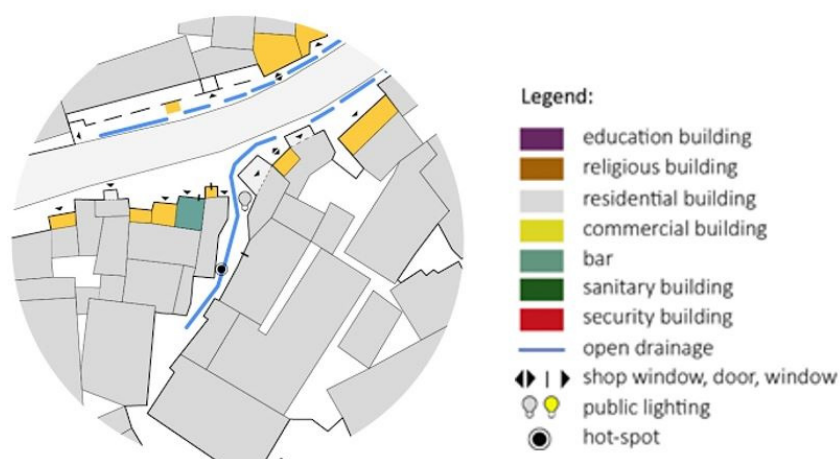 Legend:
education building
religious building
residential building
commercial building
bar
sanitary building
security building
open drainage
shop window, door, window
public lighting
hot-spot